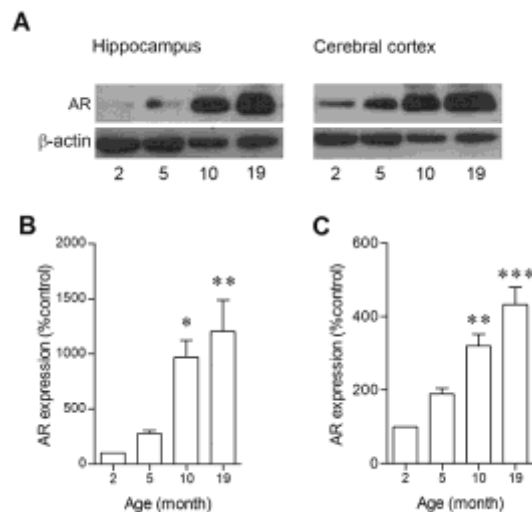 A
Hippocampus Cerebral cortex
AR
β-actin
2 5 10 19 2 5 10 19
B
AR expression (%control)
2000
1500
1000
500
0
*
**
2 5 10 19
Age (month)
C
AR expression (%control)
600
400
200
0
**
***
2 5 10 19
Age (month)